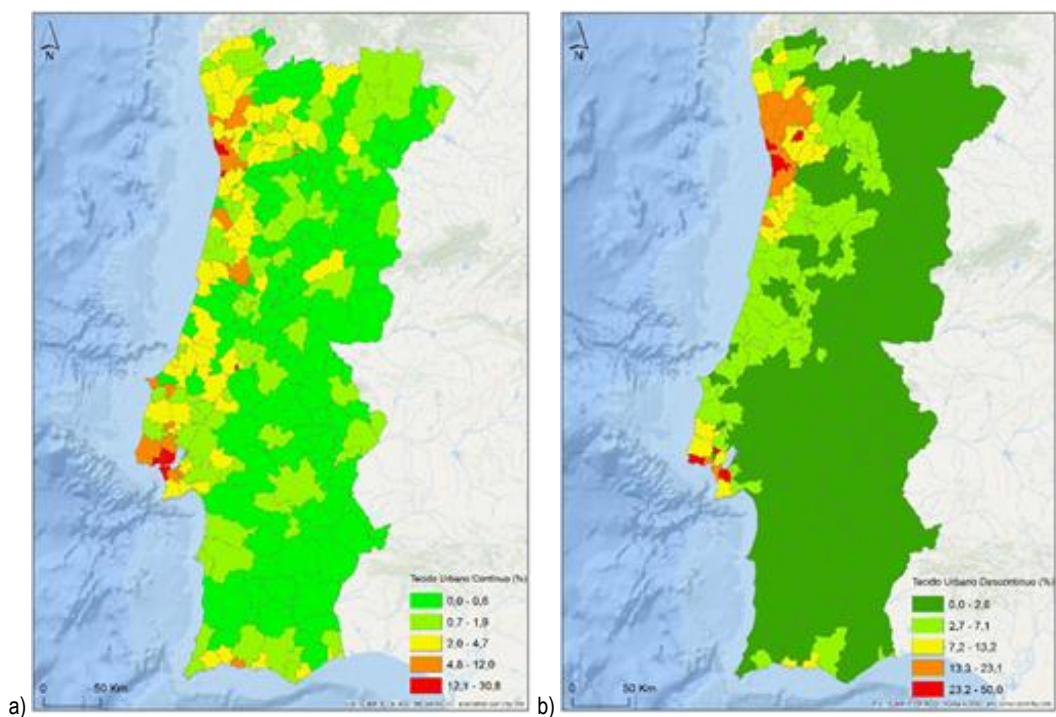 N
Tecido Urbano Contínuo (%)
0,0 - 0,6
0,7 - 1,9
2,0 - 4,7
4,8 - 12,0
12,1 - 30,8
0 50 Km
a)
N
Tecido Urbano Descontínuo (%)
0,0 - 2,6
2,7 - 7,1
7,2 - 13,2
13,3 - 23,1
23,2 - 50,0
0 50 Km
b)